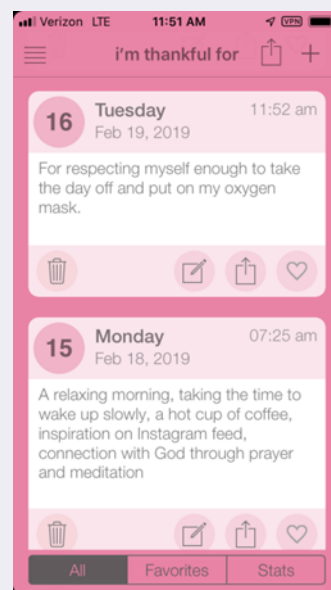 Verizon LTE 11:51 AM VPN
i'm thankful for
16 Tuesday 11:52 am
Feb 19, 2019
For respecting myself enough to take
the day off and put on my oxygen
mask.
15 Monday 07:25 am
Feb 18, 2019
A relaxing morning, taking the time to
wake up slowly, a hot cup of coffee,
inspiration on Instagram feed,
connection with God through prayer
and meditation
All Favorites Stats